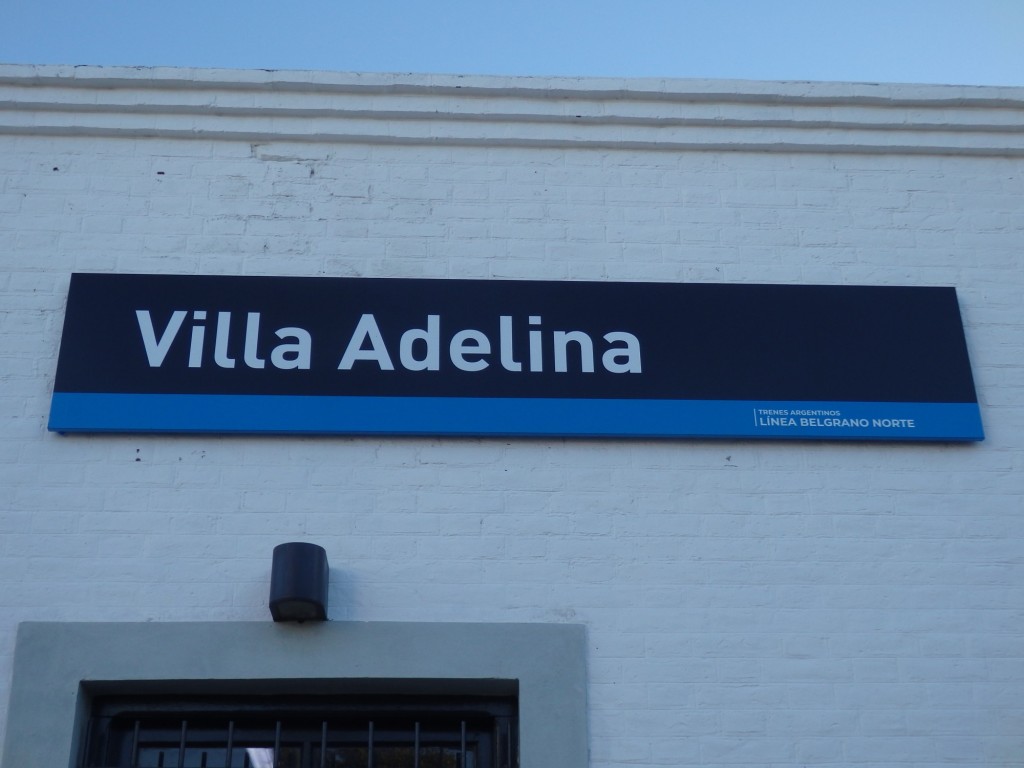 Villa Adelina
TRENES ARGENTINOS
LÍNEA BELGRANO NORTE